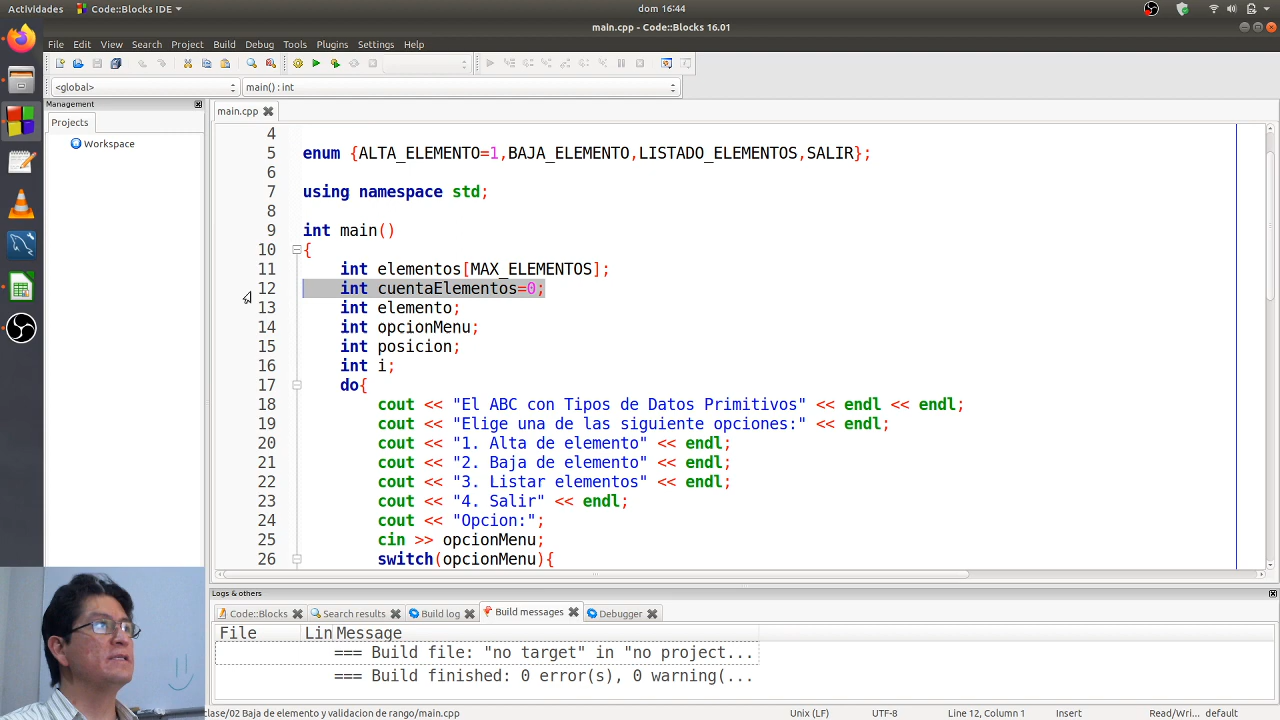 Actividades Code::Blocks IDE dom 16:44
main.cpp - Code::Blocks 16.01
File Edit View Search Project Build Debug Tools Plugins Settings Help
<global> main() : int
Management main.cpp
Projects
Workspace
4
5 enum {ALTA_ELEMENTO=1,BAJA_ELEMENTO,LISTADO_ELEMENTOS,SALIR};
6
7 using namespace std;
8
9 int main()
10 {
11 int elementos[MAX_ELEMENTOS];
12 int cuentaElementos=0;
13 int elemento;
14 int opcionMenu;
15 int posicion;
16 int i;
17 do{
18 cout << "El ABC con Tipos de Datos Primitivos" << endl << endl;
19 cout << "Elige una de las siguiente opciones:" << endl;
20 cout << "1. Alta de elemento" << endl;
21 cout << "2. Baja de elemento" << endl;
22 cout << "3. Listar elementos" << endl;
23 cout << "4. Salir" << endl;
24 cout << "Opcion:";
25 cin >> opcionMenu;
26 switch(opcionMenu){
Logs & others
Code::Blocks Search results Build log Build messages Debugger
File Lin Message
=== Build file: "no target" in "no project...
=== Build finished: 0 error(s), 0 warning(...
clase/02 Baja de elemento y validacion de rango/main.cpp Unix (LF) UTF-8 Line 12, Column 1 Insert Read/Wri... default